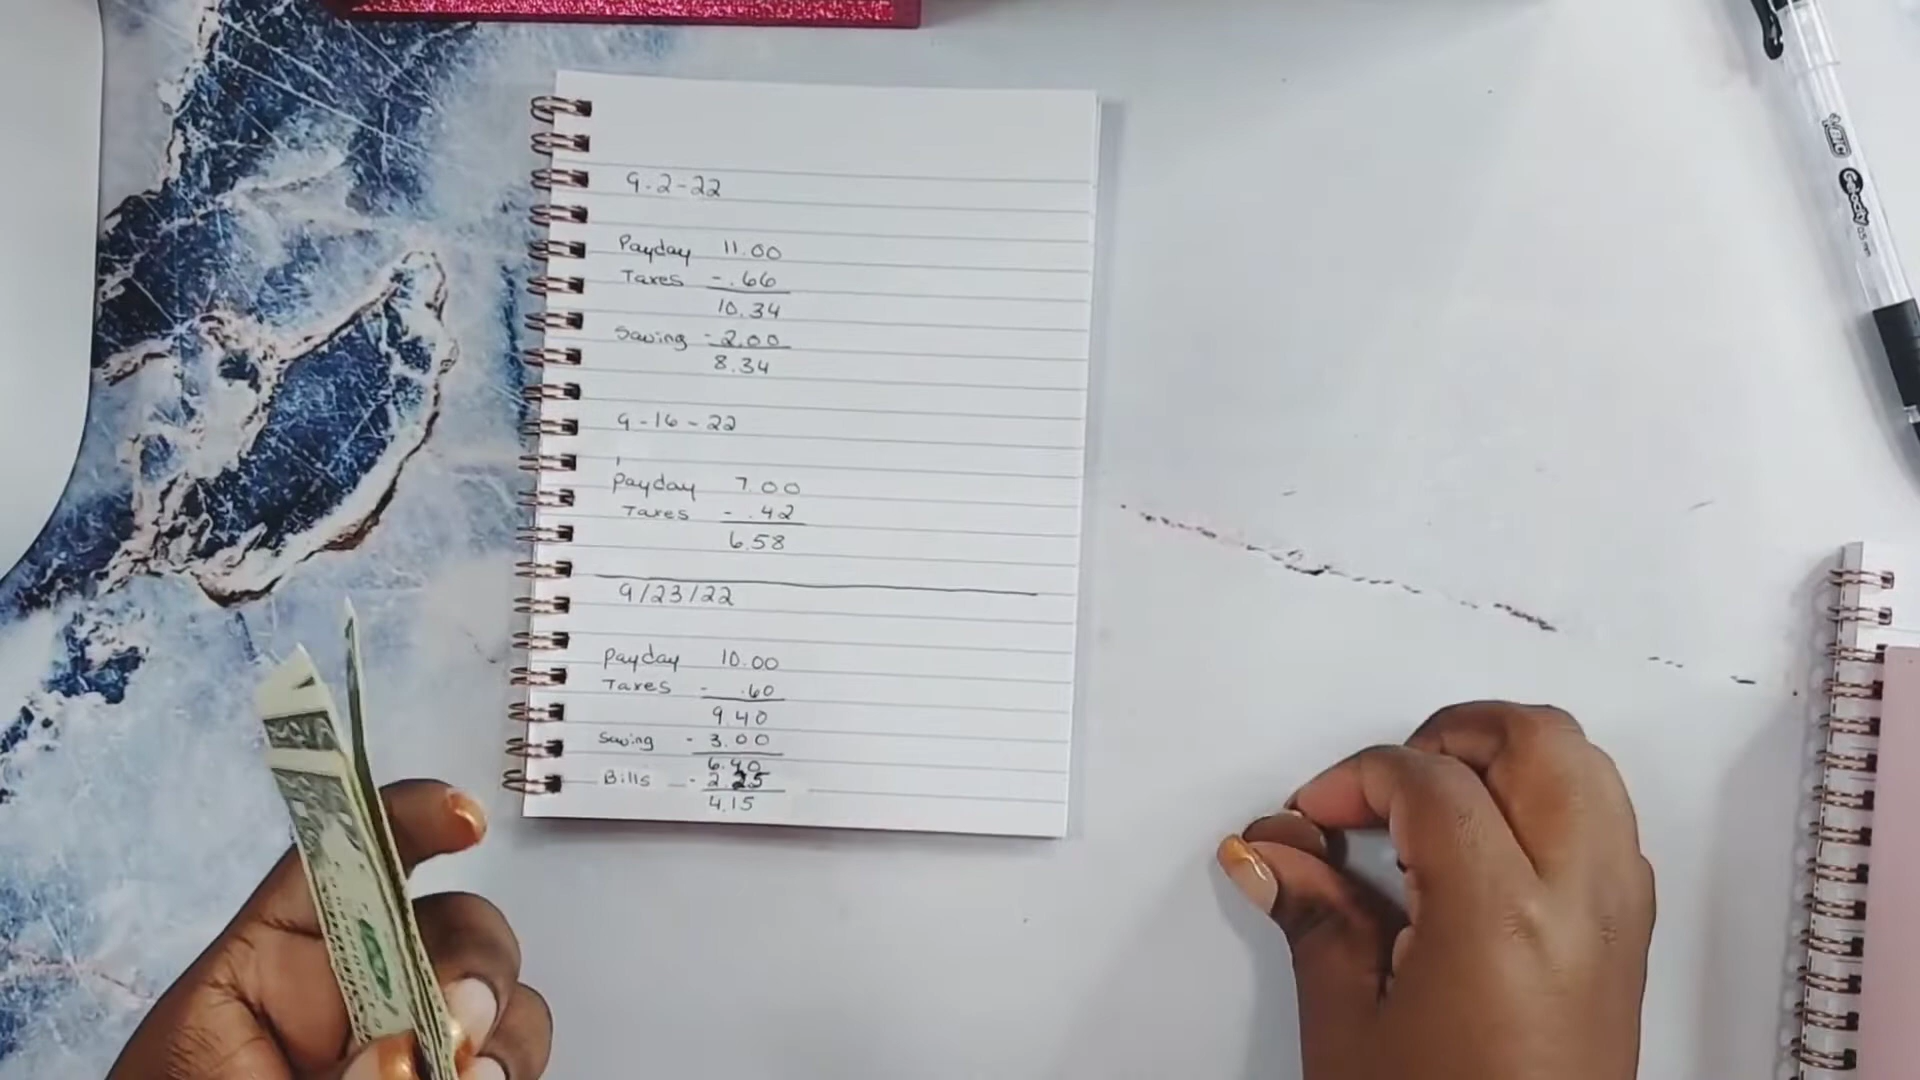 9.2-22
Payday 11.00
Taxes - .66
10.34
Saving - 2.00
8.34
9-16-22
Payday 7.00
Taxes - .42
6.58
9/23/22
Payday 10.00
Taxes - .60
9.40
Saving - 3.00
6.40
Bills - 2.25
4.15
BIC
Gelocity